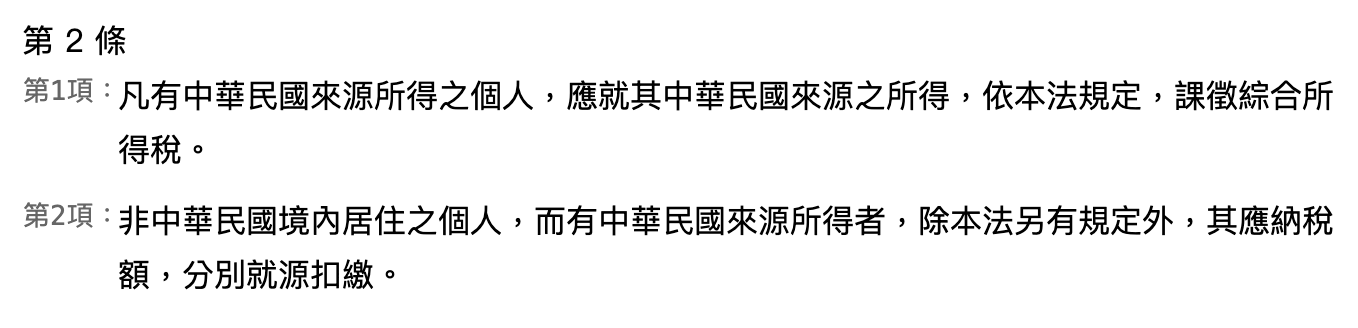 第 2 條
第1項：凡有中華民國來源所得之個人，應就其中華民國來源之所得，依本法規定，課徵綜合所
得稅。
第2項：非中華民國境內居住之個人，而有中華民國來源所得者，除本法另有規定外，其應納稅
額，分別就源扣繳。